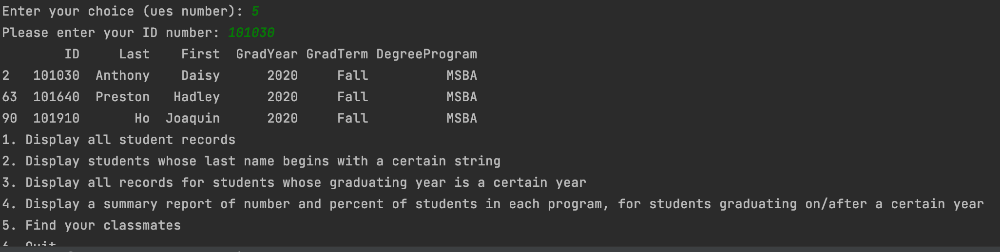 Enter your choice (ues number): 5
Please enter your ID number: 101030
ID Last First GradYear GradTerm DegreeProgram
2 101030 Anthony Daisy 2020 Fall MSBA
63 101640 Preston Hadley 2020 Fall MSBA
90 101910 Ho Joaquin 2020 Fall MSBA
1. Display all student records
2. Display students whose last name begins with a certain string
3. Display all records for students whose graduating year is a certain year
4. Display a summary report of number and percent of students in each program, for students graduating on/after a certain year
5. Find your classmates
6. Quit